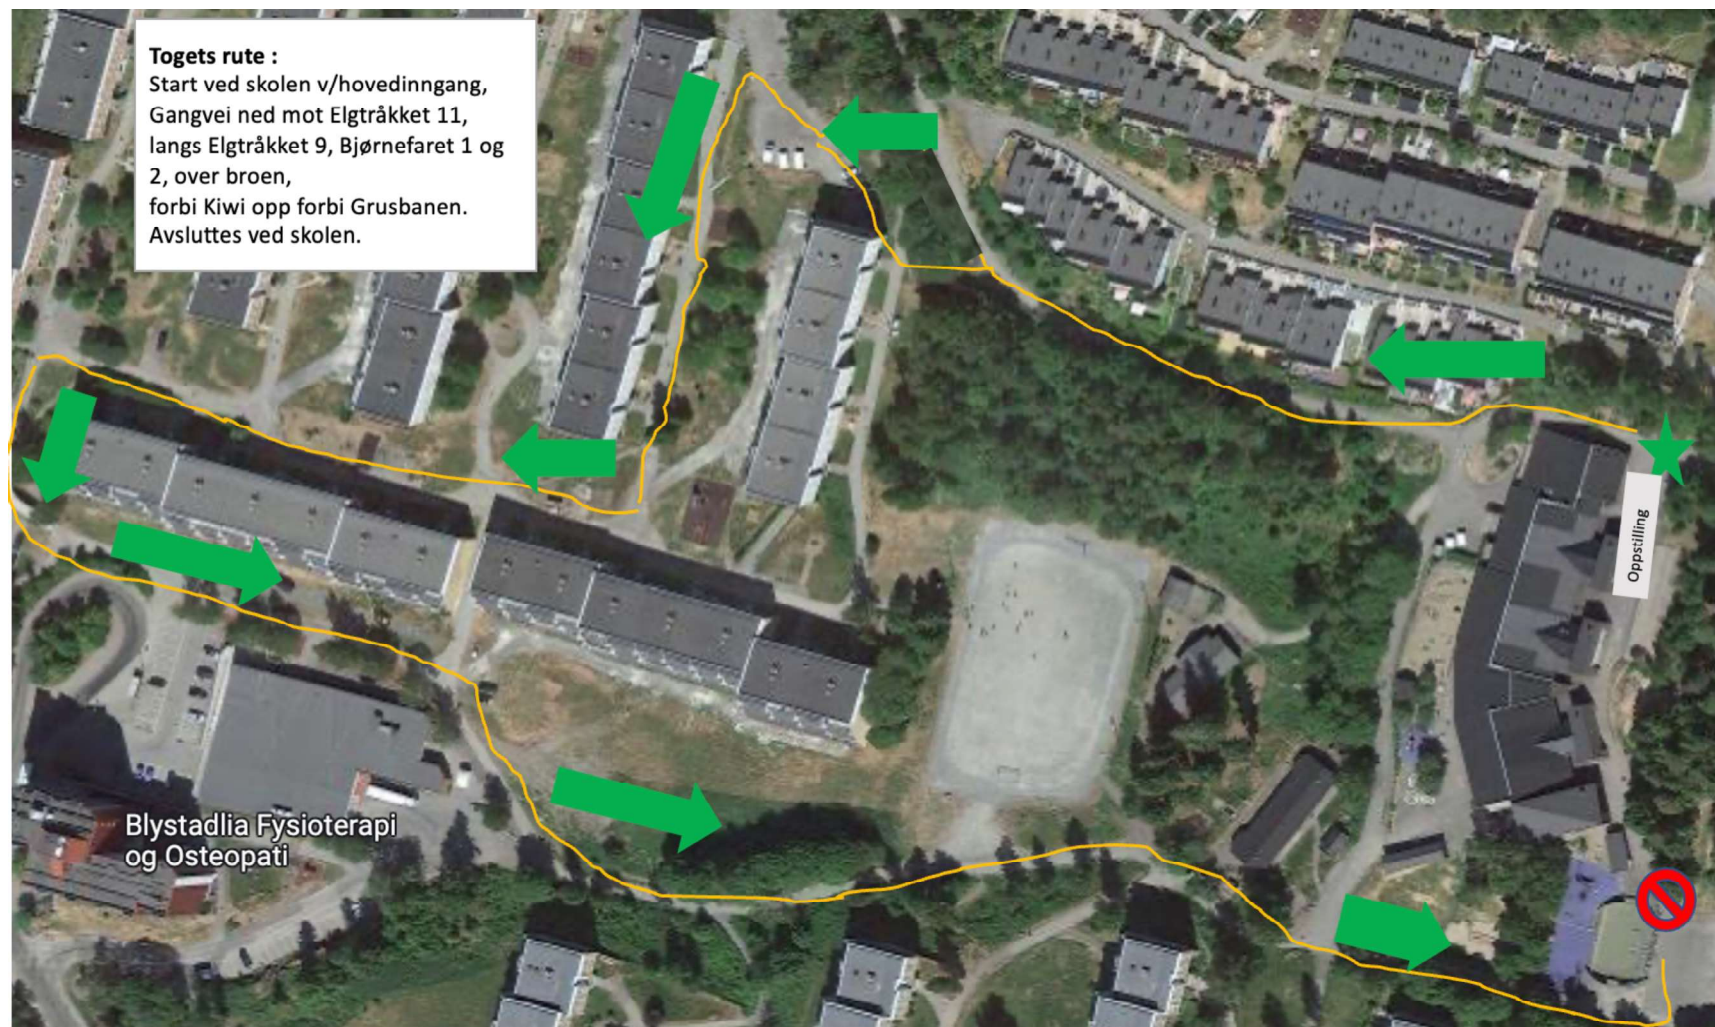 Togets rute :
Start ved skolen v/hovedinngang,
Gangvei ned mot Elgtråkket 11,
langs Elgtråkket 9, Bjørnefaret 1 og
2, over broen,
forbi Kiwi opp forbi Grusbanen.
Avsluttes ved skolen.
Oppstilling
Blystadlia Fysioterapi
og Osteopati